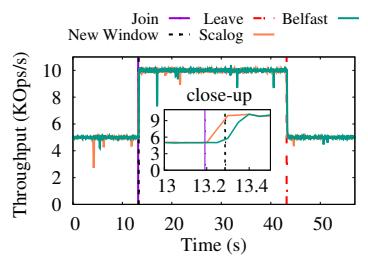 Join Leave Belfast
New Window Scalog
Throughput (KOps/s)
10
8
6
4
2
0
close-up
9
6
3
0
13 13.2 13.4
0 10 20 30 40 50
Time (s)